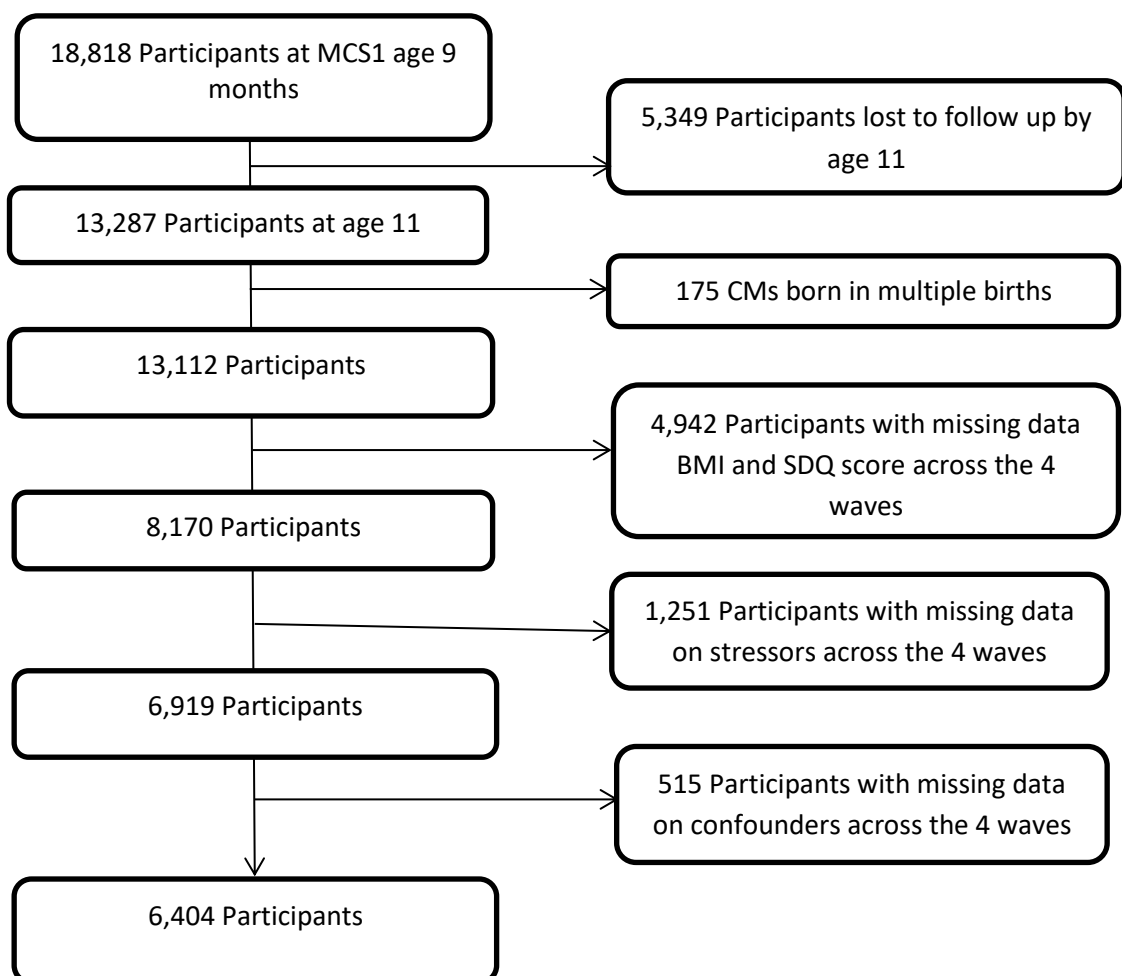 18,818 Participants at MCS1 age 9
months
5,349 Participants lost to follow up by
age 11
13,287 Participants at age 11
175 CMs born in multiple births
13,112 Participants
4,942 Participants with missing data
BMI and SDQ score across the 4
waves
8,170 Participants
1,251 Participants with missing data
on stressors across the 4 waves
6,919 Participants
515 Participants with missing data
on confounders across the 4 waves
6,404 Participants